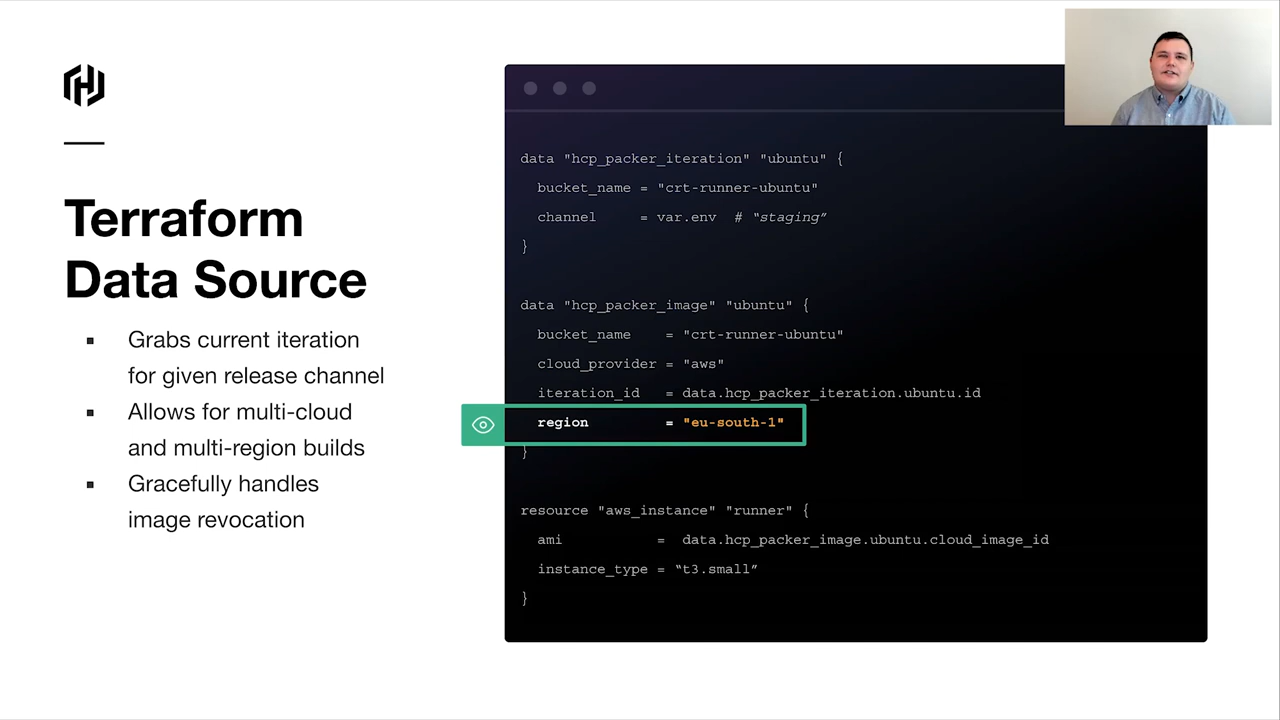 Terraform
Data Source
▪ Grabs current iteration
for given release channel
▪ Allows for multi-cloud
and multi-region builds
▪ Gracefully handles
image revocation
data "hcp_packer_iteration" "ubuntu" {
  bucket_name = "crt-runner-ubuntu"
  channel     = var.env  # “staging”
}
data "hcp_packer_image" "ubuntu" {
  bucket_name    = "crt-runner-ubuntu"
  cloud_provider = "aws"
  iteration_id   = data.hcp_packer_iteration.ubuntu.id
  region         = "eu-south-1"
}
resource "aws_instance" "runner" {
  ami           =  data.hcp_packer_image.ubuntu.cloud_image_id
  instance_type = “t3.small”
}